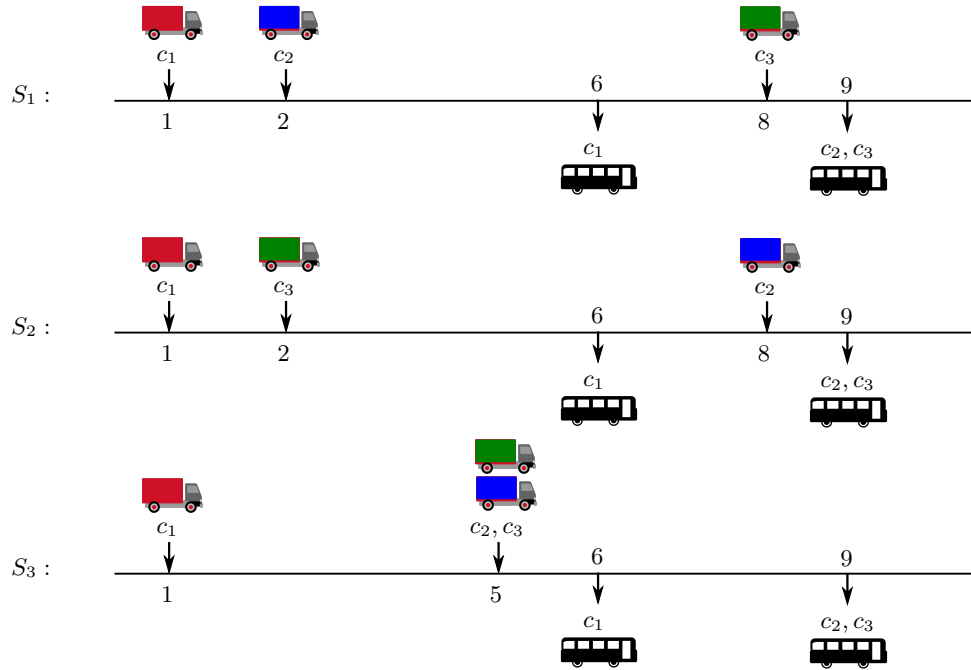 c₁ c₂ c₃
S₁ : 6 9
1 2 8
c₁ c₂, c₃
c₁ c₃ c₂
S₂ : 6 9
1 2 8
c₁ c₂, c₃
c₁ c₂, c₃
S₃ : 6 9
1 5
c₁ c₂, c₃